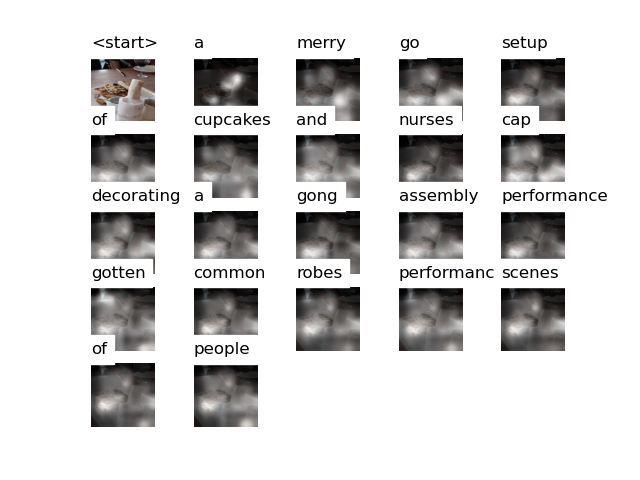 <start> a merry go setup
of cupcakes and nurses cap
decorating a gong assembly performance
gotten common robes performanc scenes
of people